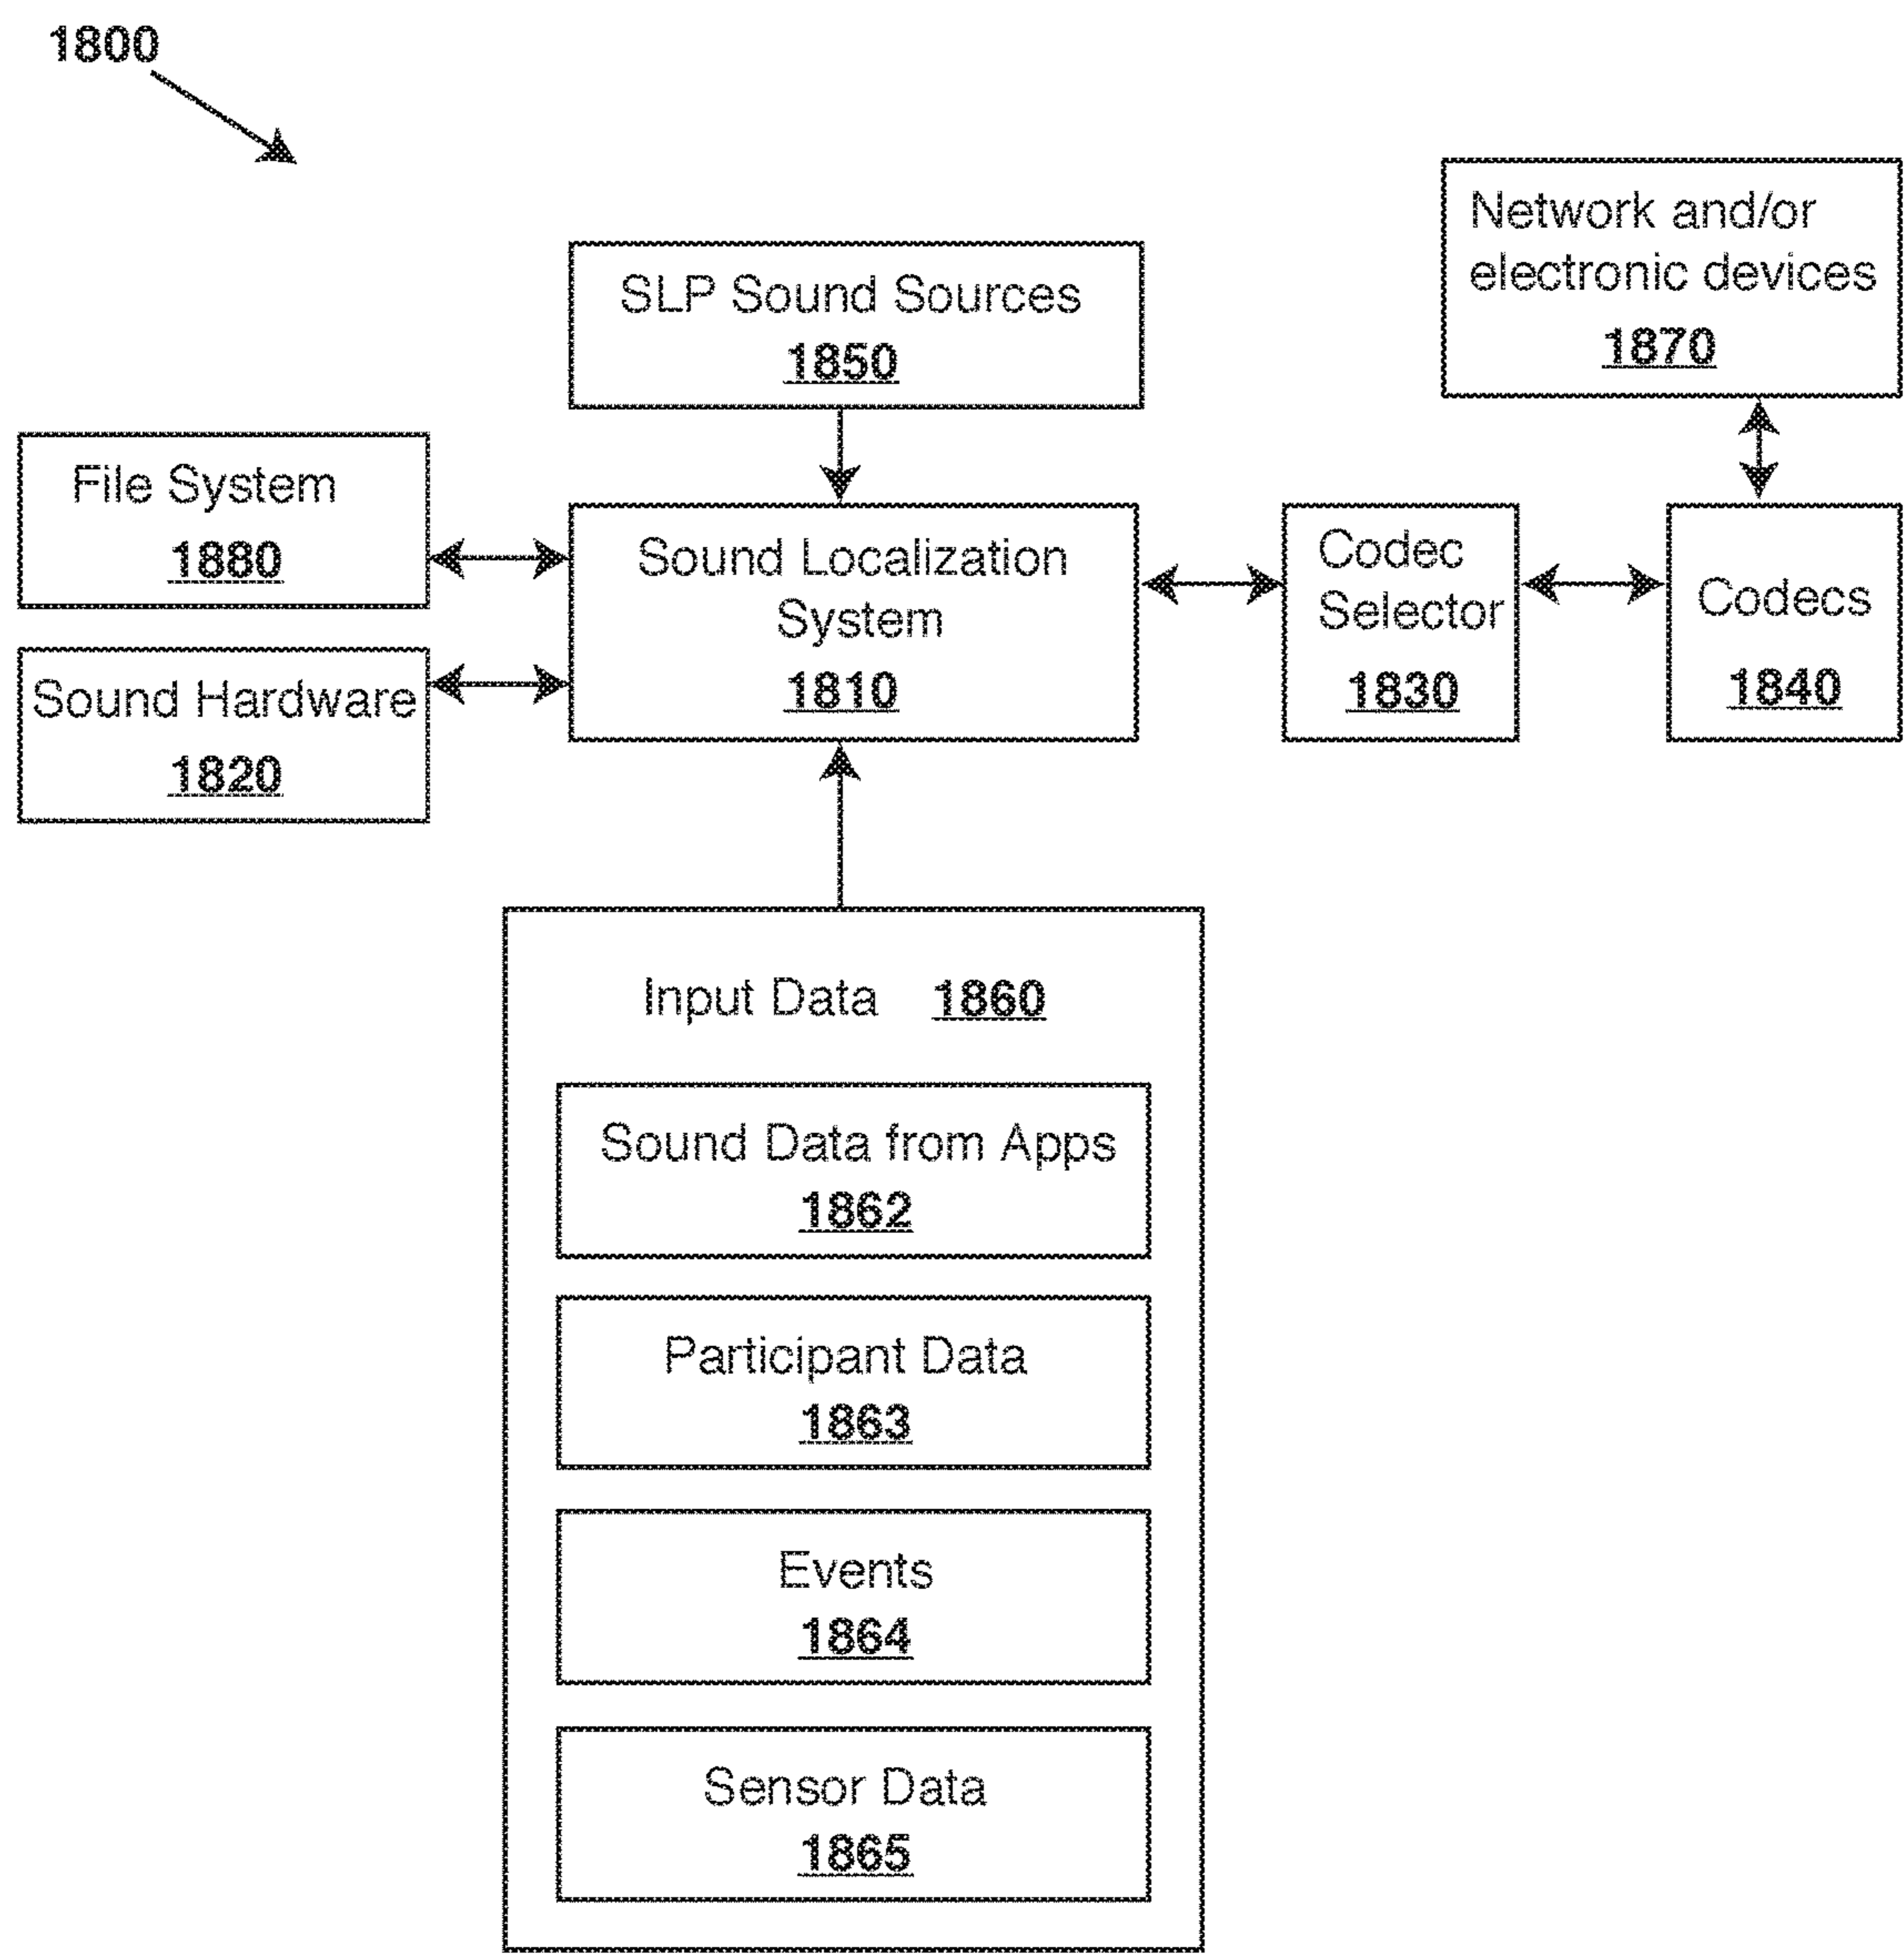 1800
Network and/or
electronic devices
1870
SLP Sound Sources
1850
File System
1880
Sound Localization
System
1810
Codec
Selector
1830
Codecs
1840
Sound Hardware
1820
Input Data 1860
Sound Data from Apps
1862
Participant Data
1863
Events
1864
Sensor Data
1865